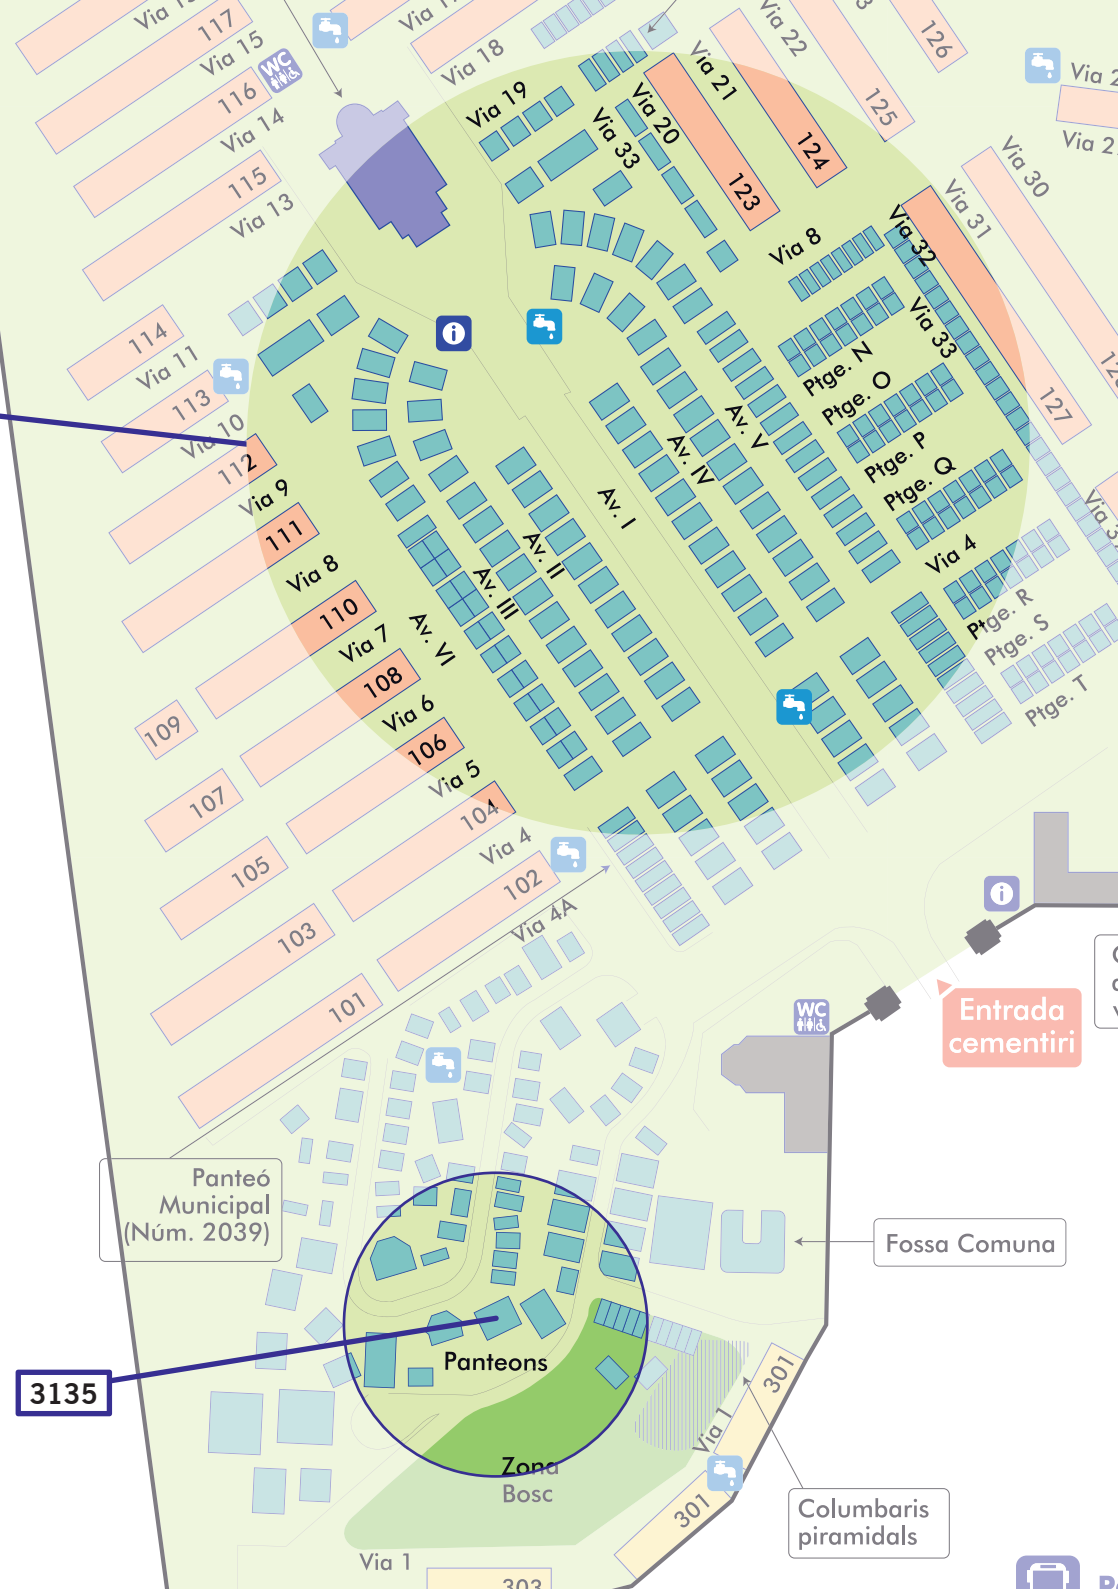 117
Via 15
116
WC
Via 14
115
Via 13
Via 18
Via 19
Via 33
Via 20
Via 21
Via 22
123
124
125
126
Via 8
Via 30
Via 31
Via 32
Via 33
127
114
Via 11
113
Via 10
112
Via 9
111
Via 8
110
Via 7
109
108
Via 6
107
106
Via 5
105
104
Via 4
103
102
Via 4A
101
Av. I
Av. II
Av. III
Av. IV
Av. V
Av. VI
Ptge. N
Ptge. O
Ptge. P
Ptge. Q
Via 4
Ptge. R
Ptge. S
Ptge. T
WC
Entrada
cementiri
Panteó
Municipal
(Núm. 2039)
Fossa Comuna
3135
Panteons
Zona
Bosc
Via 1
301
301
Columbaris
piramidals
Via 1
303